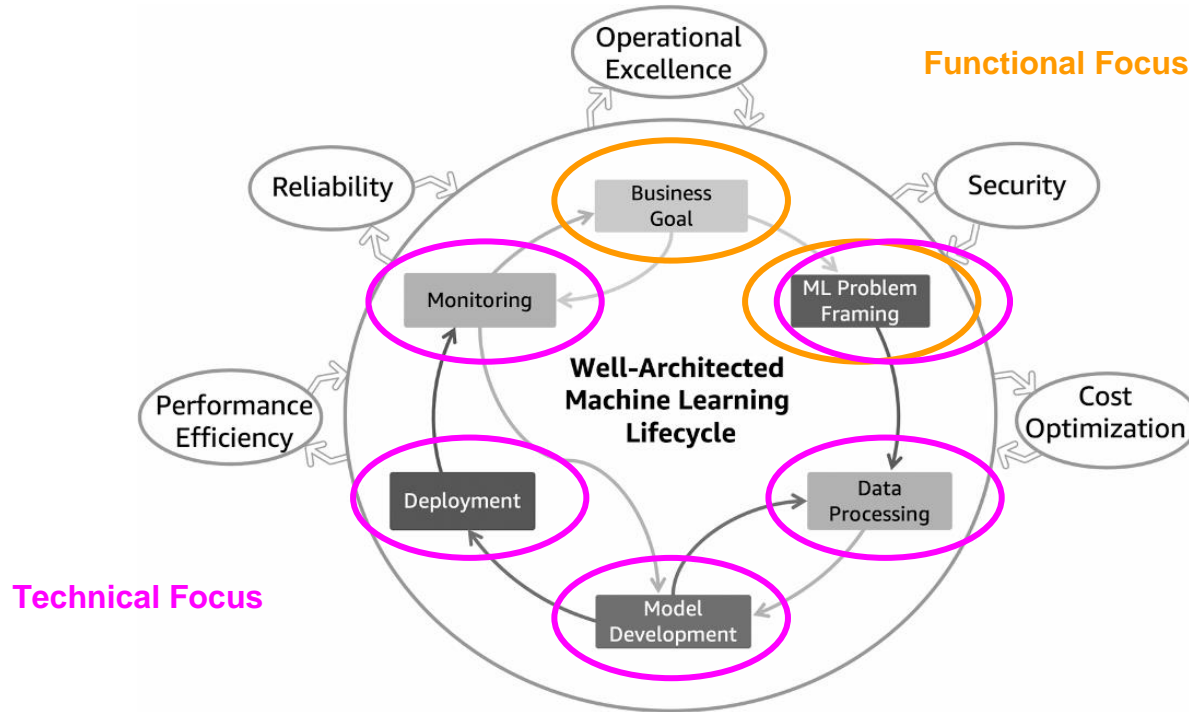 Operational
Excellence
Functional Focus
Reliability
Security
Business
Goal
Monitoring
ML Problem
Framing
Well-Architected
Machine Learning
Lifecycle
Performance
Efficiency
Cost
Optimization
Deployment
Data
Processing
Technical Focus
Model
Development